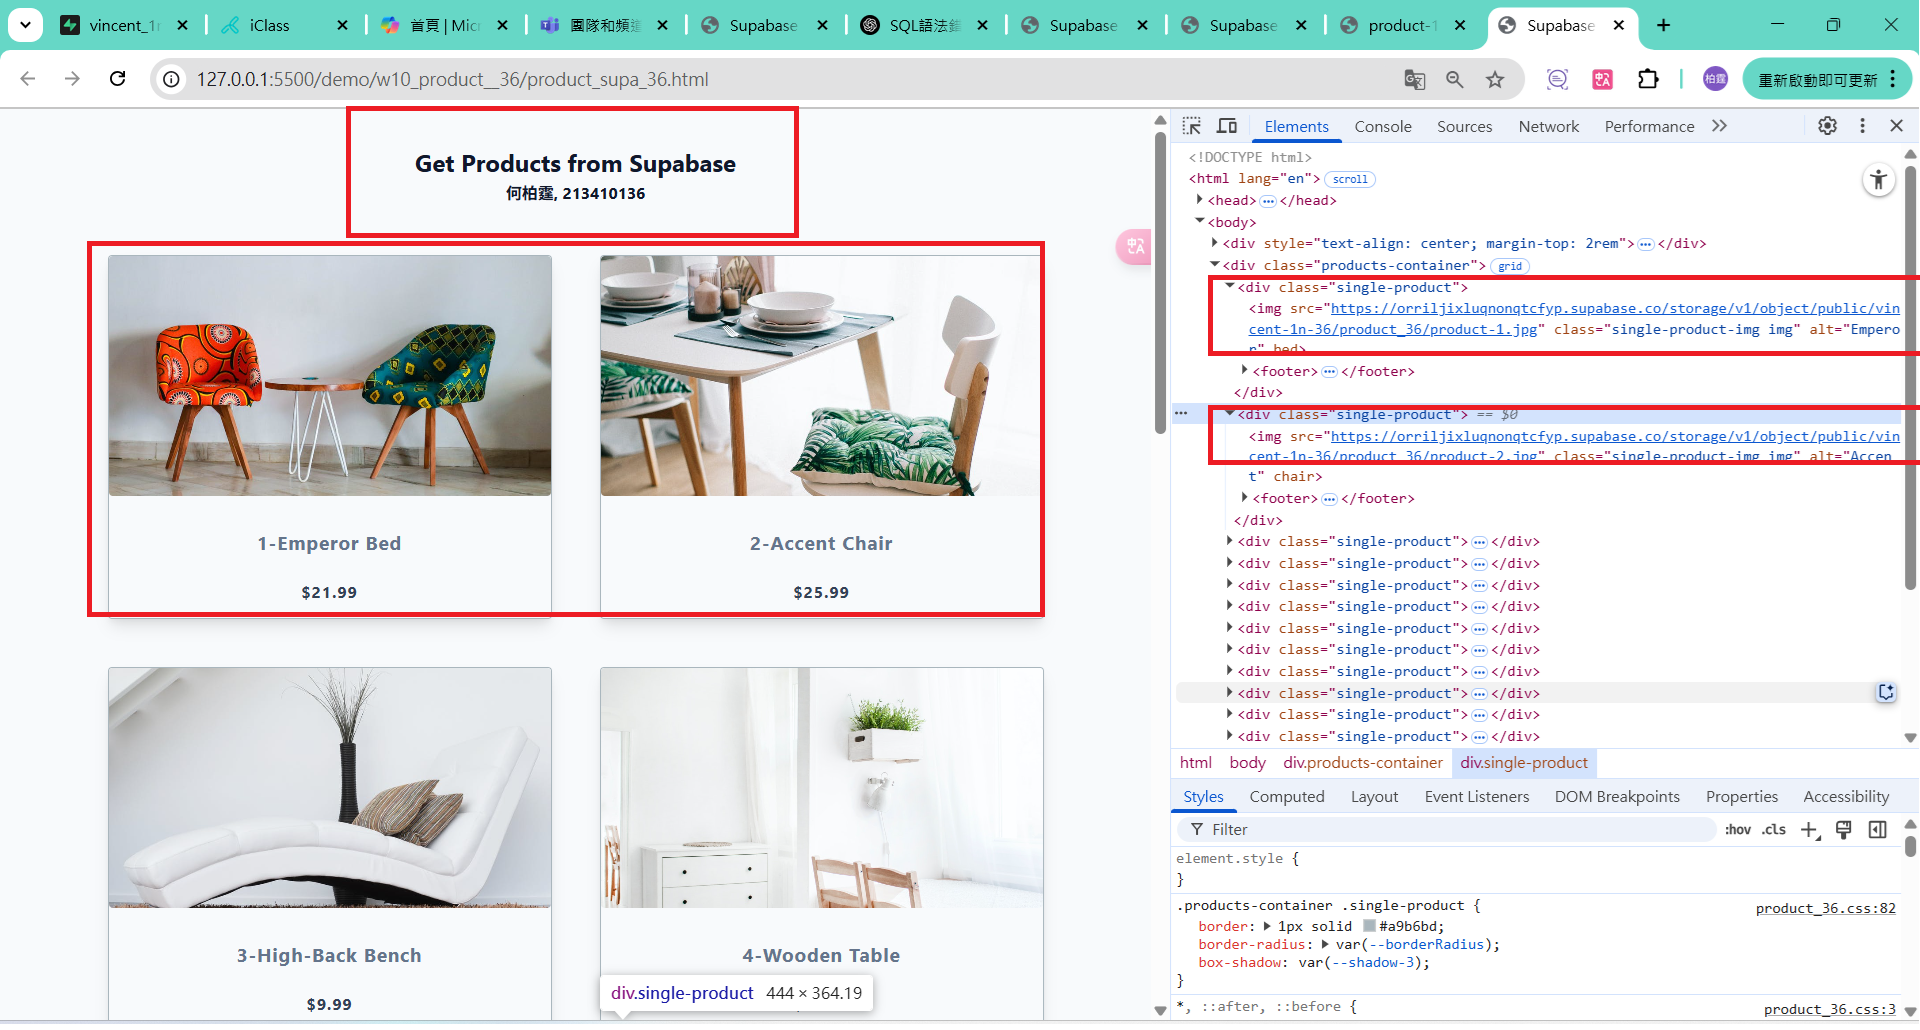 vincent_1n
iClass
首頁 | Micr
團隊和頻道
Supabase
SQL語法錯
Supabase
Supabase
product-1
Supabase
127.0.0.1:5500/demo/w10_product__36/product_supa_36.html
柏霆
重新啟動即可更新
Get Products from Supabase
何柏霆, 213410136
1-Emperor Bed
$21.99
2-Accent Chair
$25.99
3-High-Back Bench
$9.99
4-Wooden Table
div.single-product 444 × 364.19
Elements Console Sources Network Performance
<!DOCTYPE html>
<html lang="en"> scroll
<head> ⋯ </head>
<body>
<div style="text-align: center; margin-top: 2rem"> ⋯ </div>
<div class="products-container"> grid
<div class="single-product">
<img src="https://orriljixluqnonqtcfyp.supabase.co/storage/v1/object/public/vin
cent-1n-36/product_36/product-1.jpg" class="single-product-img img" alt="Empero
r" bed>
<footer> ⋯ </footer>
</div>
<div class="single-product"> == $0
<img src="https://orriljixluqnonqtcfyp.supabase.co/storage/v1/object/public/vin
cent-1n-36/product_36/product-2.jpg" class="single-product-img img" alt="Accen
t" chair>
<footer> ⋯ </footer>
</div>
<div class="single-product"> ⋯ </div>
<div class="single-product"> ⋯ </div>
<div class="single-product"> ⋯ </div>
<div class="single-product"> ⋯ </div>
<div class="single-product"> ⋯ </div>
<div class="single-product"> ⋯ </div>
<div class="single-product"> ⋯ </div>
<div class="single-product"> ⋯ </div>
<div class="single-product"> ⋯ </div>
<div class="single-product"> ⋯ </div>
html body div.products-container div.single-product
Styles Computed Layout Event Listeners DOM Breakpoints Properties Accessibility
Filter :hov .cls
element.style {
}
.products-container .single-product { product_36.css:82
border: 1px solid #a9b6bd;
border-radius: var(--borderRadius);
box-shadow: var(--shadow-3);
}
*, ::after, ::before { product_36.css:3